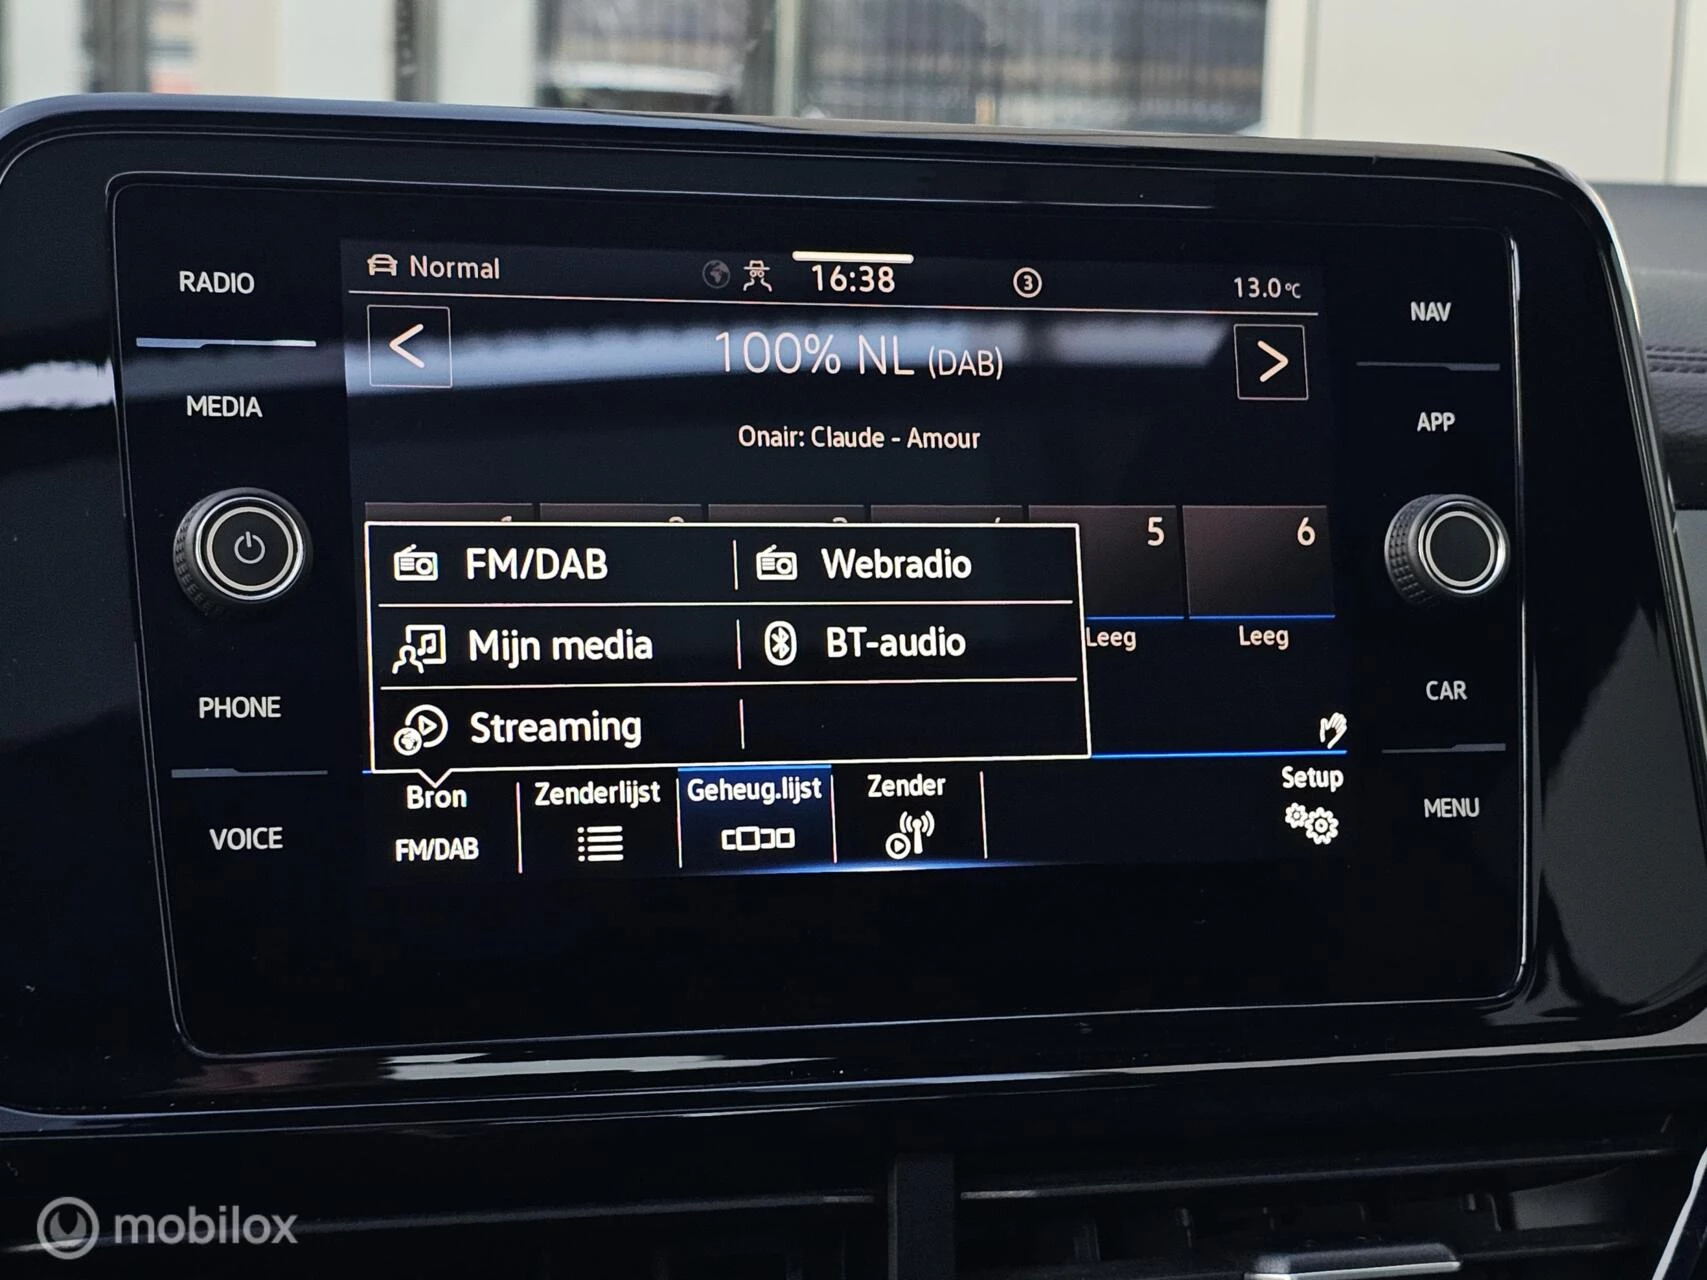 RADIO
MEDIA
PHONE
VOICE
Normal
16:38
3
13.0°C
<
100% NL (DAB)
>
Onair: Claude - Amour
5
6
FM/DAB
Webradio
Mijn media
BT-audio
Leeg
Leeg
Streaming
Bron
FM/DAB
Zenderlijst
Geheug.lijst
Zender
Setup
NAV
APP
CAR
MENU
mobilox